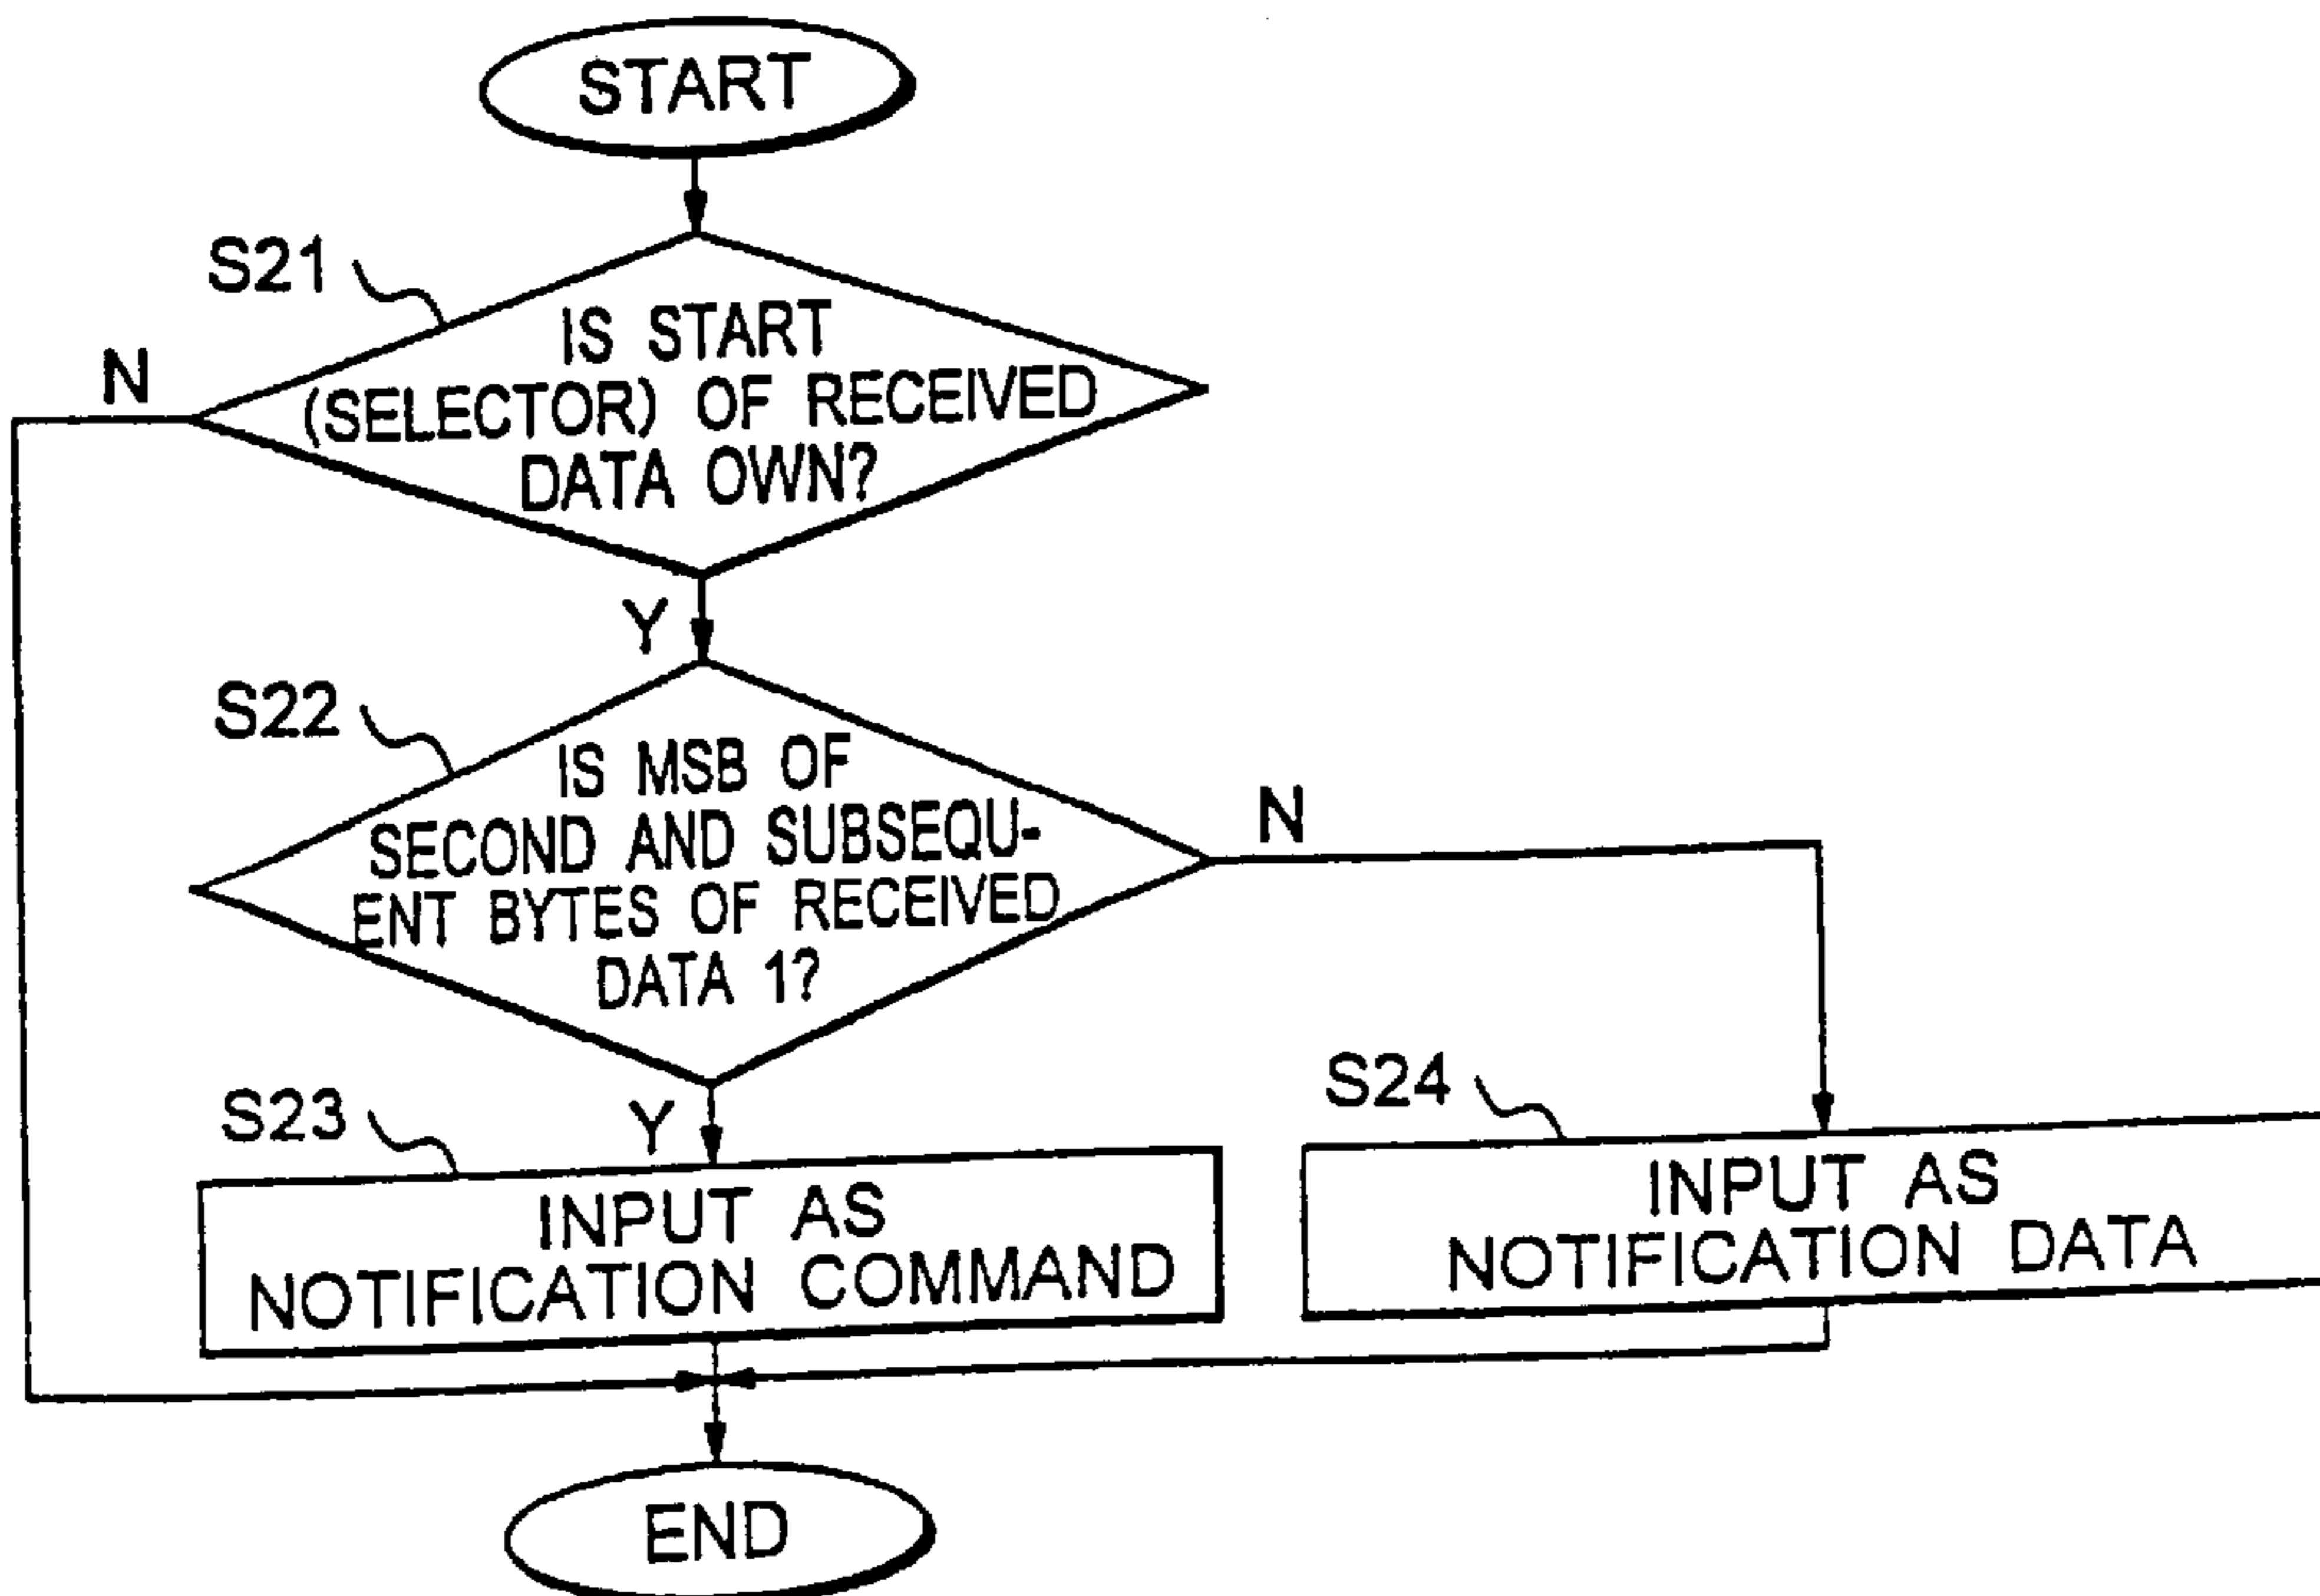 START
S21
N
IS START
(SELECTOR) OF RECEIVED
DATA OWN?
Y
S22
IS MSB OF
SECOND AND SUBSEQU-
ENT BYTES OF RECEIVED
DATA 1?
N
Y
S23
INPUT AS
NOTIFICATION COMMAND
S24
INPUT AS
NOTIFICATION DATA
END